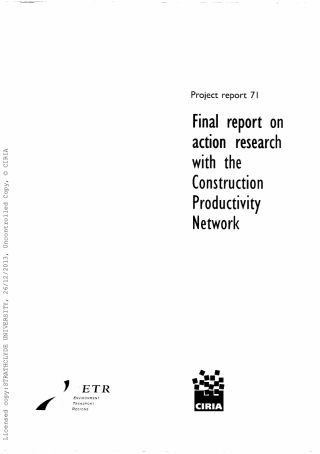 Project report 71
Final report on
action research
with the
Construction
Productivity
Network
Licensed copy:STRATHCLYDE UNIVERSITY, 26/12/2013, Uncontrolled Copy, © CIRIA
ETR
ENVIRONMENT
TRANSPORT
REGIONS
CIRIA